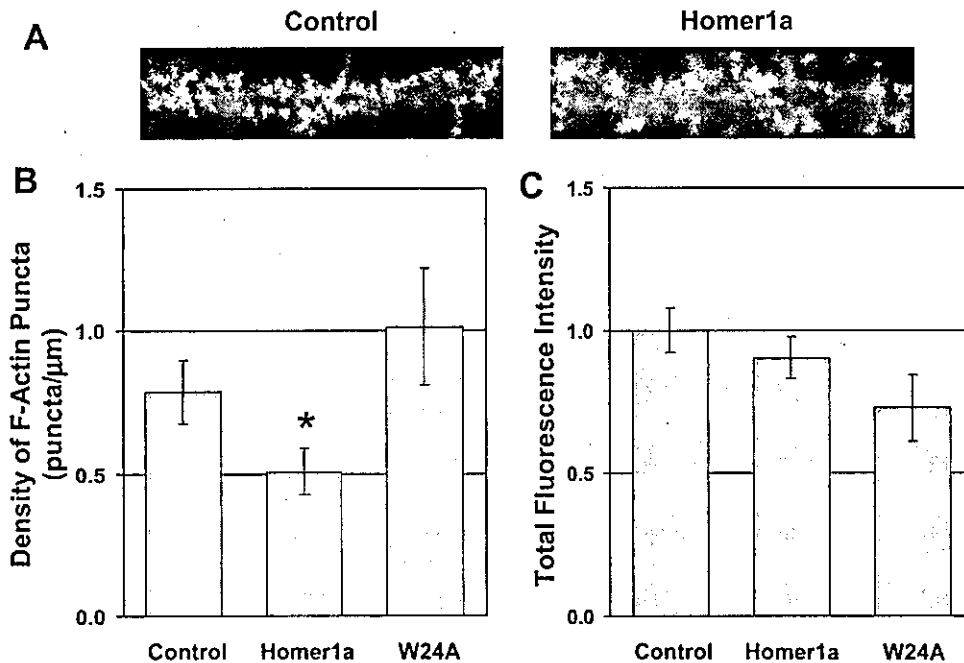 A
Control
Homer1a
B
Density of F-Actin Puncta
(puncta/µm)
1.5
1.0
0.5
0.0
*
Control
Homer1a
W24A
C
Total Fluorescence Intensity
1.5
1.0
0.5
0.0
Control
Homer1a
W24A